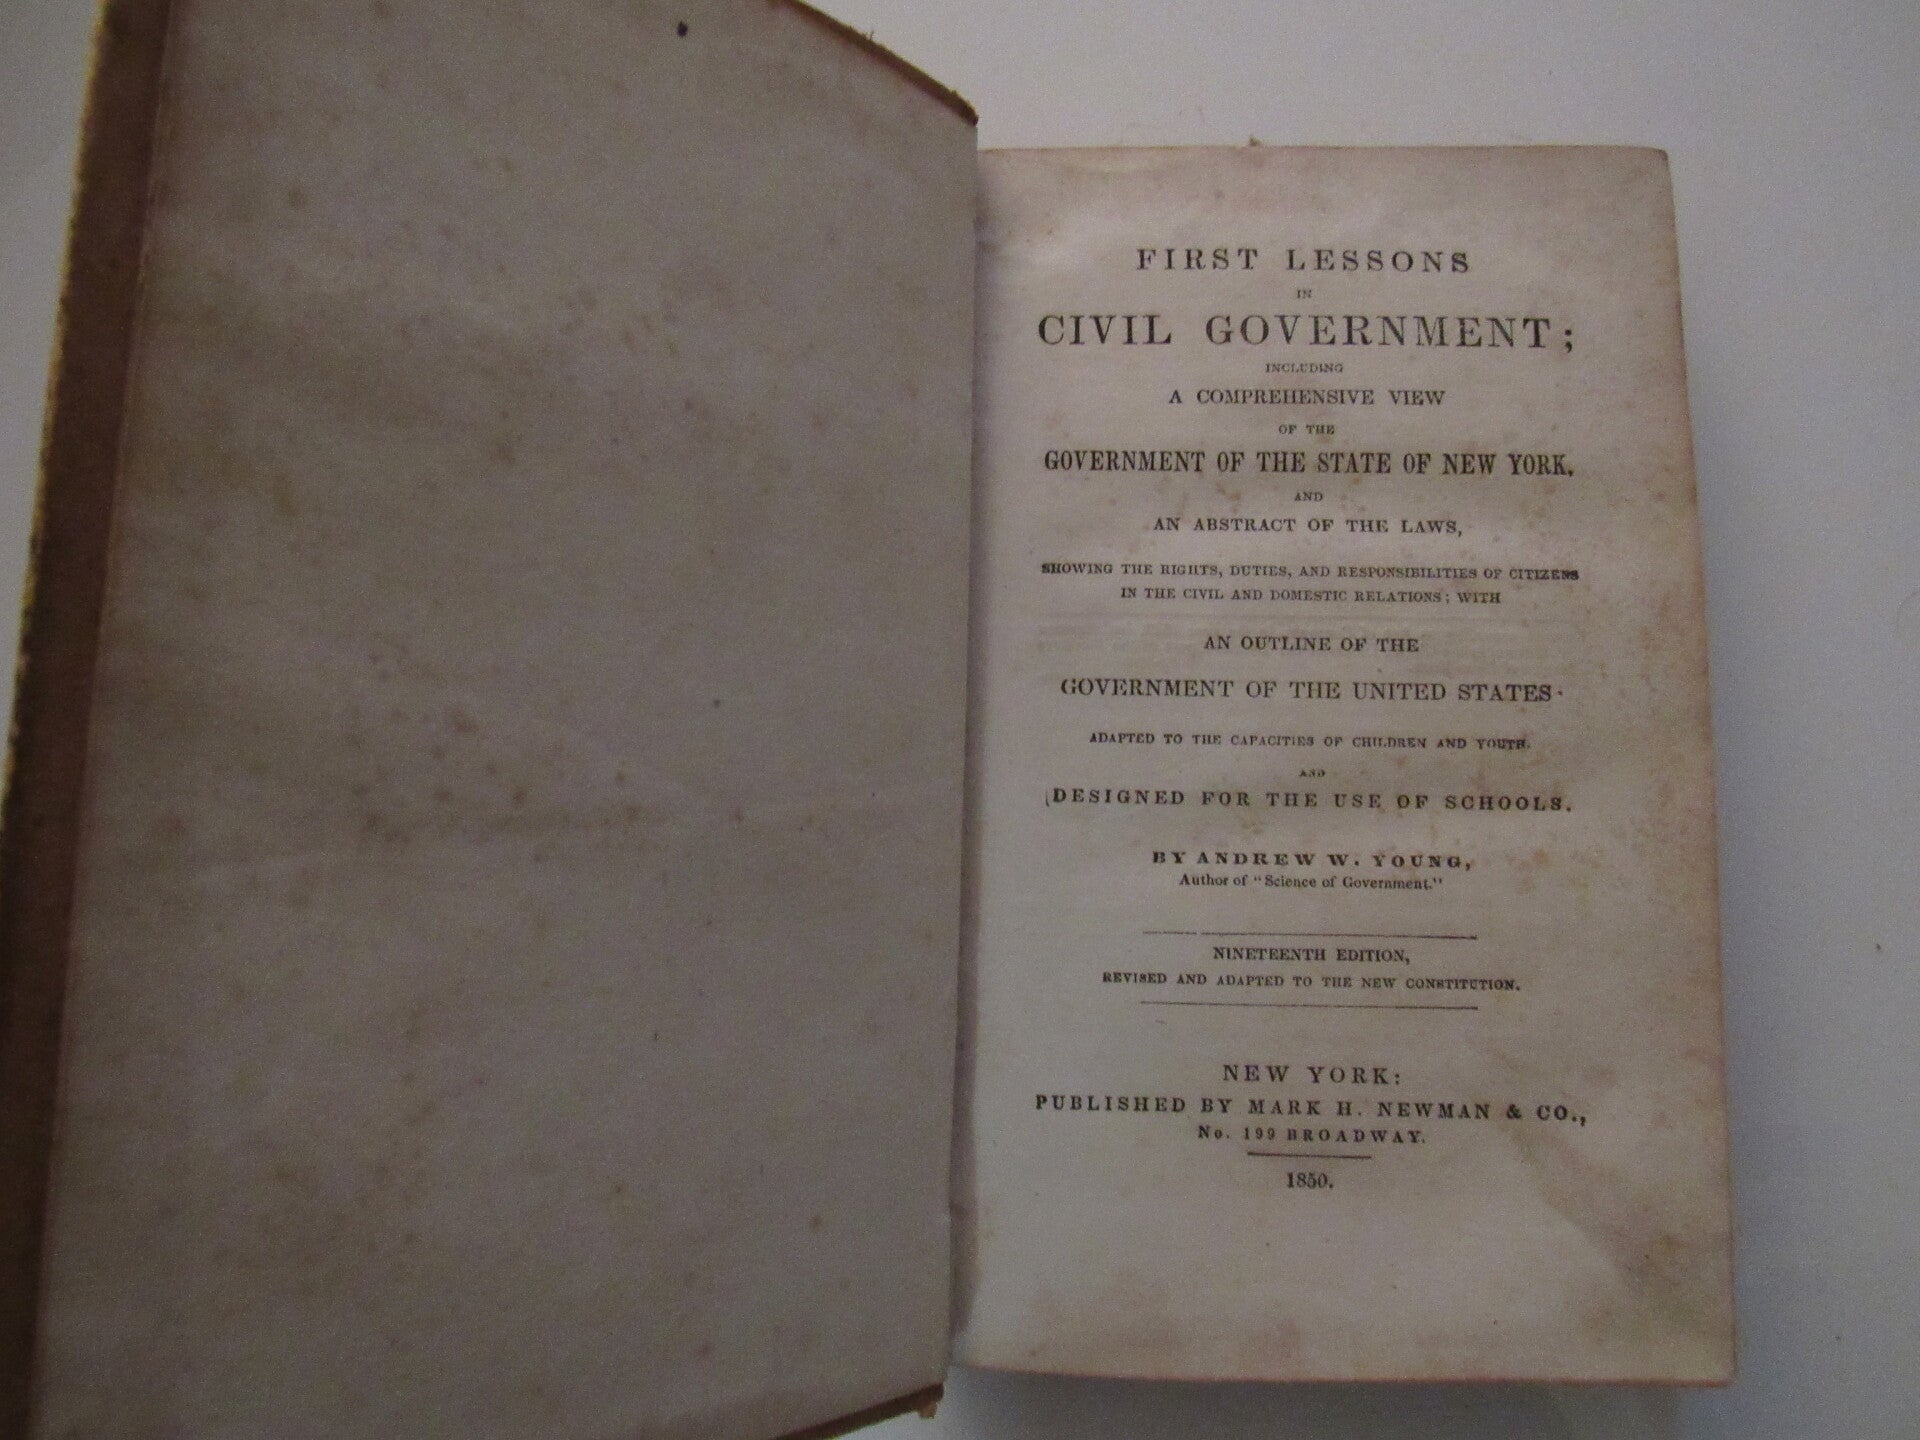 FIRST LESSONS
IN
CIVIL GOVERNMENT;
INCLUDING
A COMPREHENSIVE VIEW
OF THE
GOVERNMENT OF THE STATE OF NEW YORK,
AND
AN ABSTRACT OF THE LAWS,
SHOWING THE RIGHTS, DUTIES, AND RESPONSIBILITIES OF CITIZENS
IN THE CIVIL AND DOMESTIC RELATIONS; WITH
AN OUTLINE OF THE
GOVERNMENT OF THE UNITED STATES·
ADAPTED TO THE CAPACITIES OF CHILDREN AND YOUTH,
AND
DESIGNED FOR THE USE OF SCHOOLS.
BY ANDREW W. YOUNG,
Author of "Science of Government."
NINETEENTH EDITION,
REVISED AND ADAPTED TO THE NEW CONSTITUTION.
NEW YORK:
PUBLISHED BY MARK H. NEWMAN & CO.,
No. 199 BROADWAY.
1850.